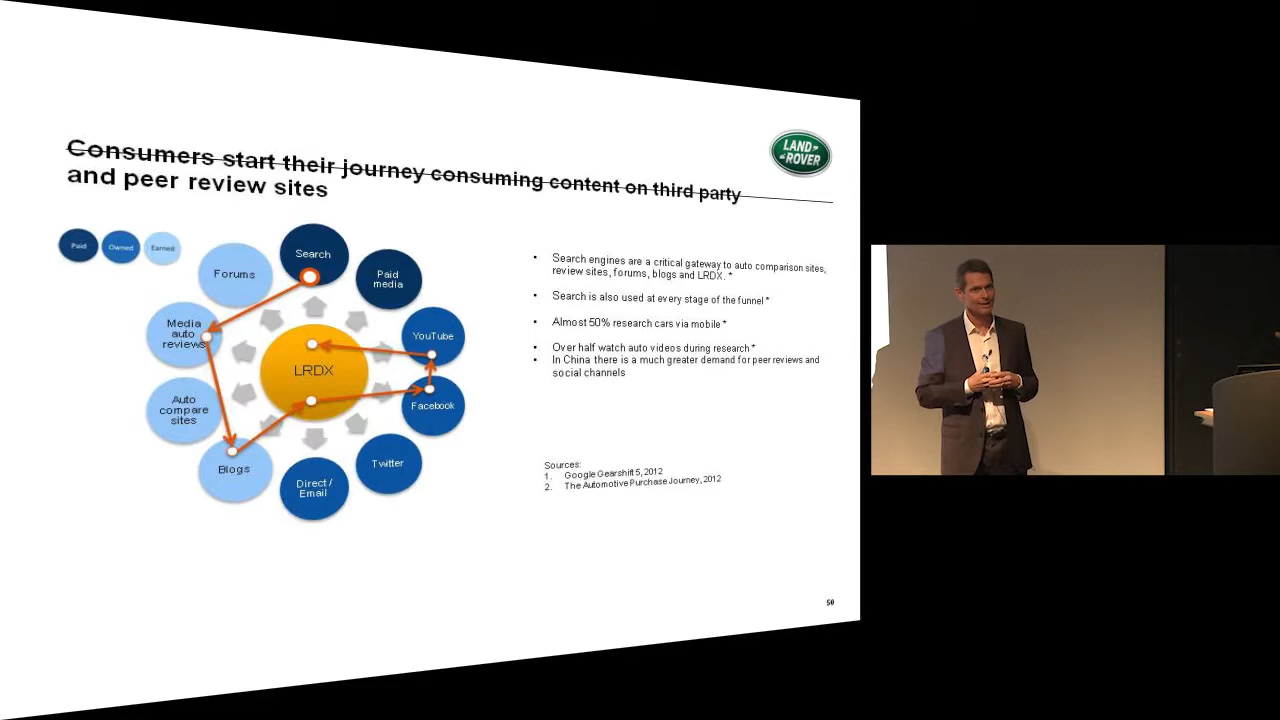 Consumers start their journey consuming content on third party
and peer review sites
LAND
ROVER
Paid
Owned
Earned
Search
Paid
media
YouTube
Facebook
Twitter
Direct /
Email
Blogs
Auto
compare
sites
Media
auto
reviews
Forums
LRDX
• Search engines are a critical gateway to auto comparison sites,
review sites, forums, blogs and LRDX. *
• Search is also used at every stage of the funnel *
• Almost 50% research cars via mobile *
• Over half watch auto videos during research *
• In China there is a much greater demand for peer reviews and
social channels
Sources:
1. Google Gearshift 5, 2012
2. The Automotive Purchase Journey, 2012
50